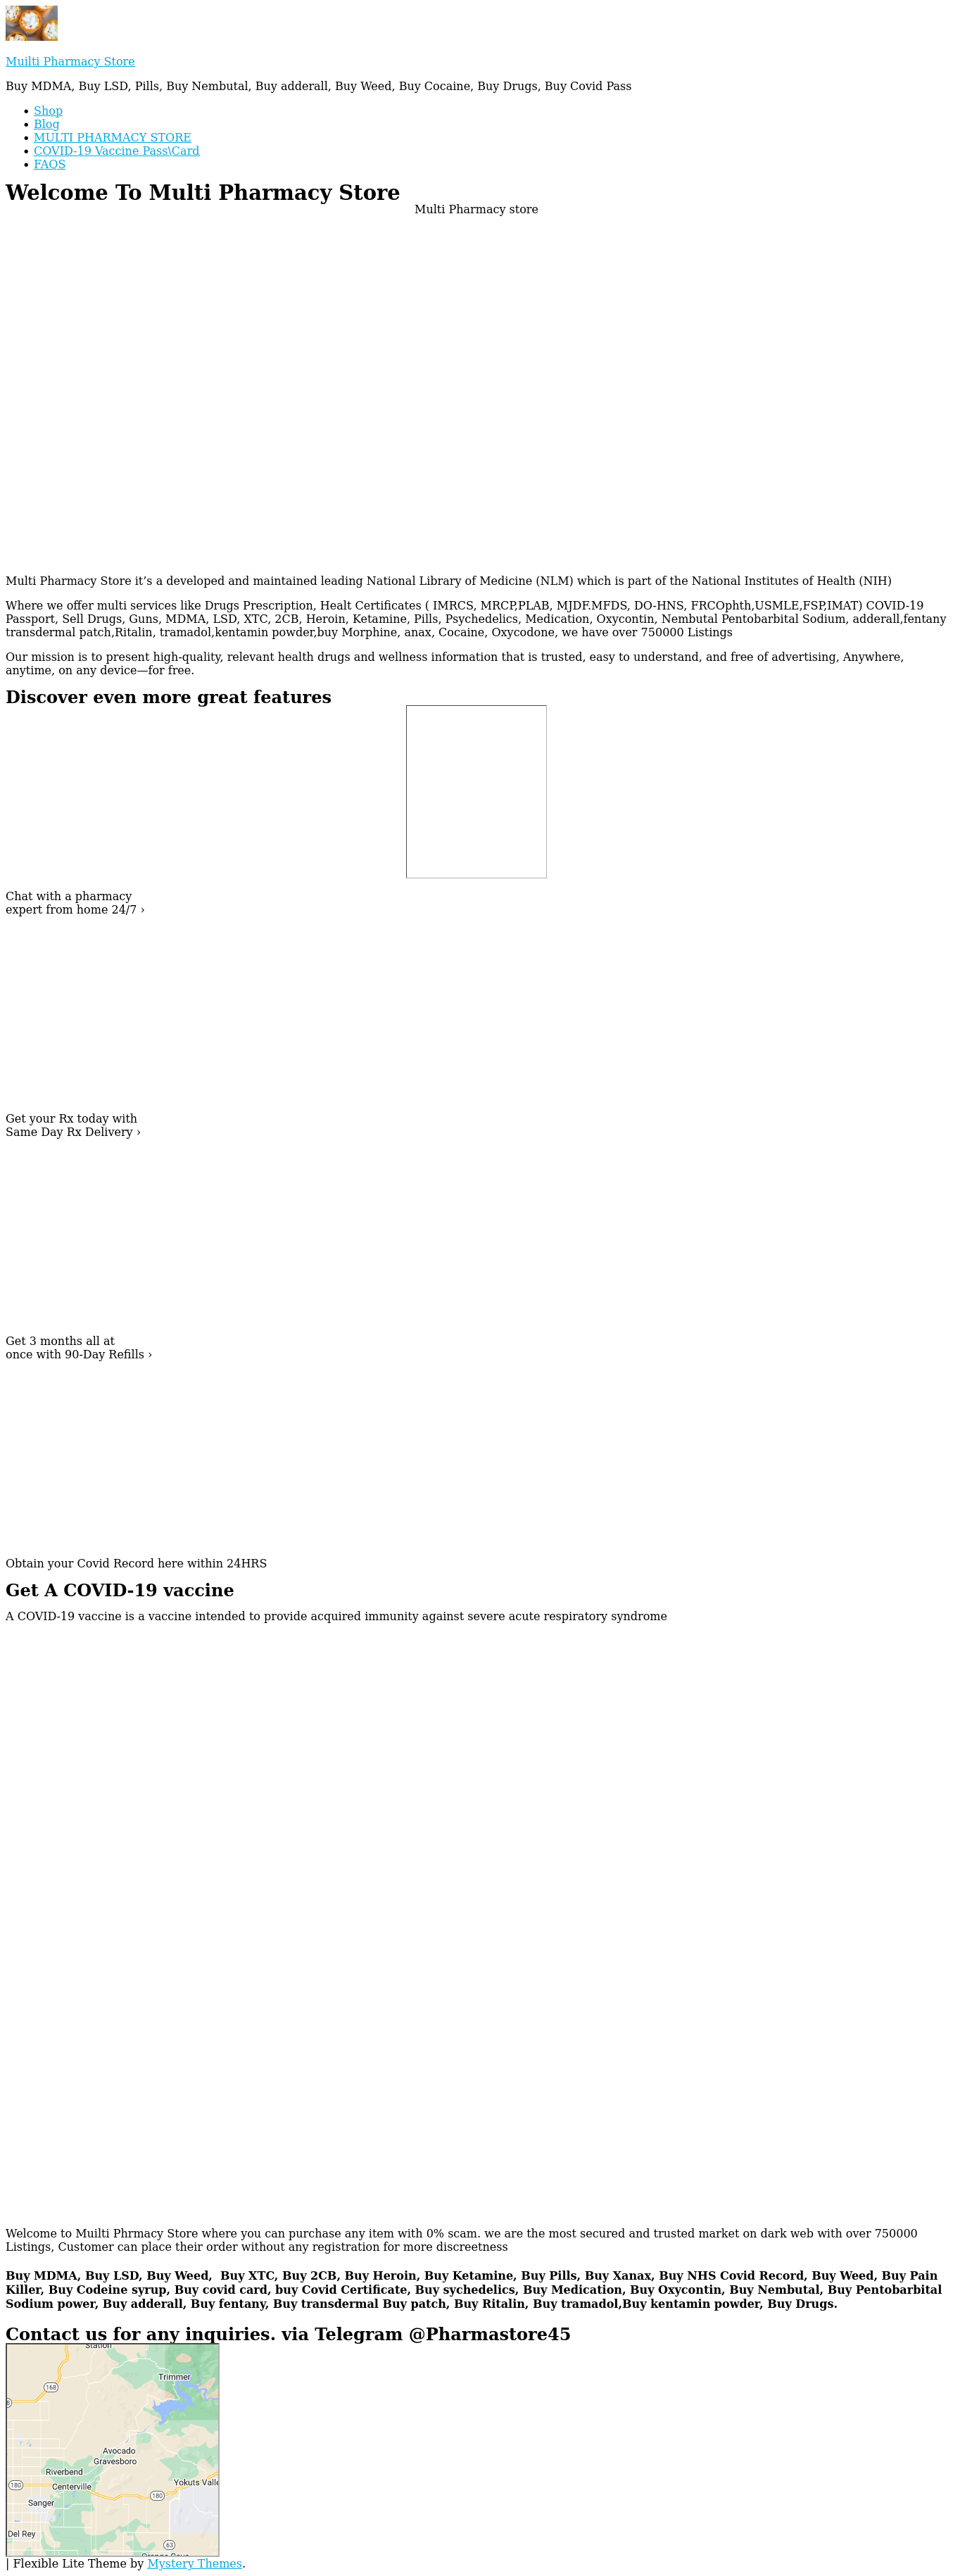 Muilti Pharmacy Store
Buy MDMA, Buy LSD, Pills, Buy Nembutal, Buy adderall, Buy Weed, Buy Cocaine, Buy Drugs, Buy Covid Pass
Shop
Blog
MULTI PHARMACY STORE
COVID-19 Vaccine Pass\Card
FAQS
Welcome To Multi Pharmacy Store
Multi Pharmacy store
Multi Pharmacy Store it’s a developed and maintained leading National Library of Medicine (NLM) which is part of the National Institutes of Health (NIH)
Where we offer multi services like Drugs Prescription, Healt Certificates ( IMRCS, MRCP,PLAB, MJDF.MFDS, DO-HNS, FRCOphth,USMLE,FSP,IMAT) COVID-19
Passport, Sell Drugs, Guns, MDMA, LSD, XTC, 2CB, Heroin, Ketamine, Pills, Psychedelics, Medication, Oxycontin, Nembutal Pentobarbital Sodium, adderall,fentany
transdermal patch,Ritalin, tramadol,kentamin powder,buy Morphine, anax, Cocaine, Oxycodone, we have over 750000 Listings
Our mission is to present high-quality, relevant health drugs and wellness information that is trusted, easy to understand, and free of advertising, Anywhere,
anytime, on any device—for free.
Discover even more great features
Chat with a pharmacy
expert from home 24/7 ›
Get your Rx today with
Same Day Rx Delivery ›
Get 3 months all at
once with 90-Day Refills ›
Obtain your Covid Record here within 24HRS
Get A COVID-19 vaccine
A COVID-19 vaccine is a vaccine intended to provide acquired immunity against severe acute respiratory syndrome
Welcome to Muilti Phrmacy Store where you can purchase any item with 0% scam. we are the most secured and trusted market on dark web with over 750000
Listings, Customer can place their order without any registration for more discreetness
Buy MDMA, Buy LSD, Buy Weed,  Buy XTC, Buy 2CB, Buy Heroin, Buy Ketamine, Buy Pills, Buy Xanax, Buy NHS Covid Record, Buy Weed, Buy Pain
Killer, Buy Codeine syrup, Buy covid card, buy Covid Certificate, Buy sychedelics, Buy Medication, Buy Oxycontin, Buy Nembutal, Buy Pentobarbital
Sodium power, Buy adderall, Buy fentany, Buy transdermal Buy patch, Buy Ritalin, Buy tramadol,Buy kentamin powder, Buy Drugs.
Contact us for any inquiries. via Telegram @Pharmastore45
Station
Trimmer
168
Avocado
Gravesboro
Riverbend
Centerville
Yokuts Valle
180
180
Sanger
Del Rey
63
| Flexible Lite Theme by Mystery Themes.